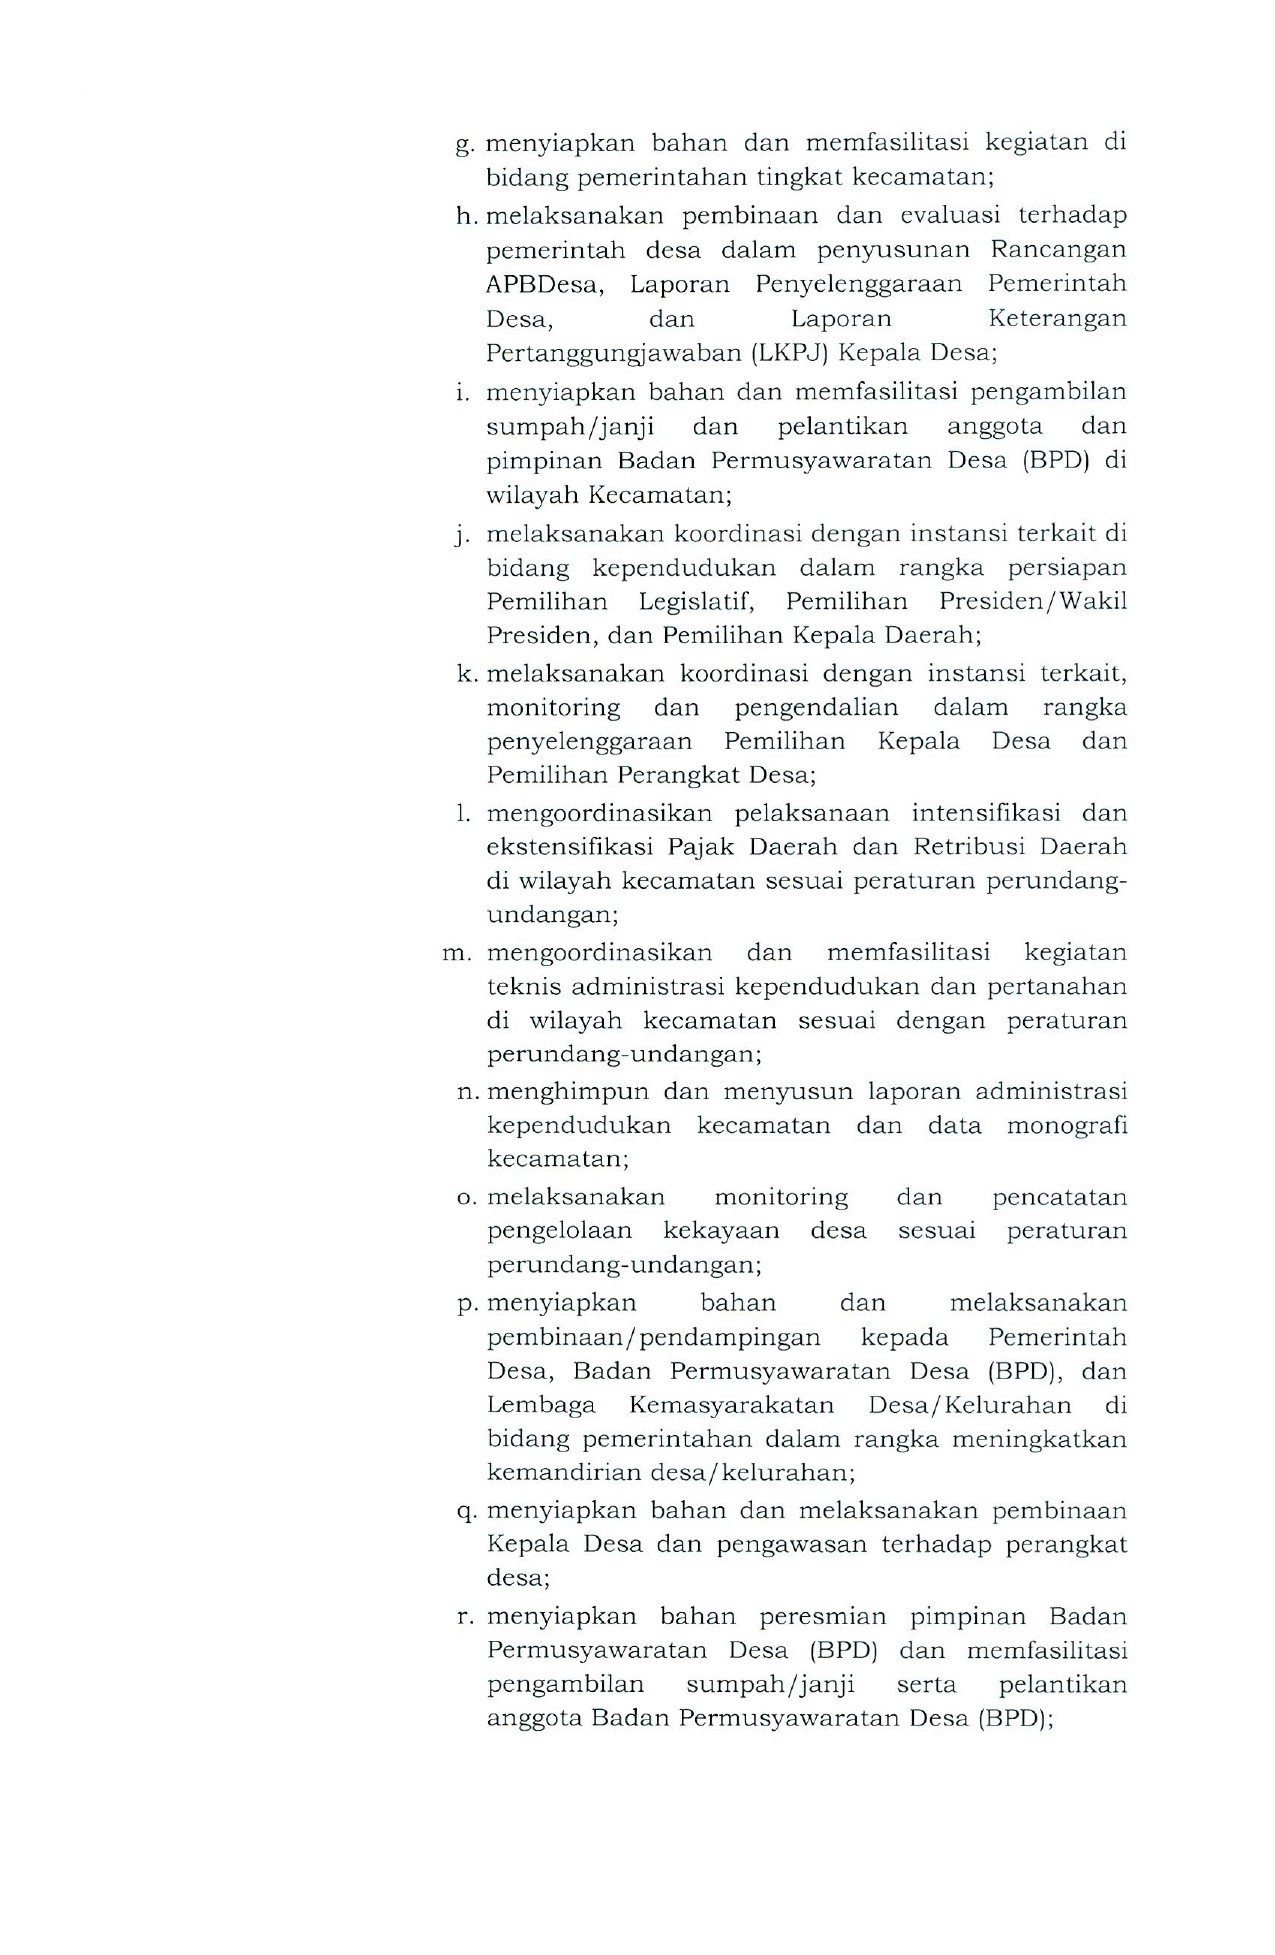 g. menyiapkan bahan dan memfasilitasi kegiatan di
bidang pemerintahan tingkat kecamatan;
h. melaksanakan pembinaan dan evaluasi terhadap
pemerintah desa dalam penyusunan Rancangan
APBDesa, Laporan Penyelenggaraan Pemerintah
Desa, dan Laporan Keterangan
Pertanggungjawaban (LKPJ) Kepala Desa;
i. menyiapkan bahan dan memfasilitasi pengambilan
sumpah/janji dan pelantikan anggota dan
pimpinan Badan Permusyawaratan Desa (BPD) di
wilayah Kecamatan;
j. melaksanakan koordinasi dengan instansi terkait di
bidang kependudukan dalam rangka persiapan
Pemilihan Legislatif, Pemilihan Presiden/Wakil
Presiden, dan Pemilihan Kepala Daerah;
k. melaksanakan koordinasi dengan instansi terkait,
monitoring dan pengendalian dalam rangka
penyelenggaraan Pemilihan Kepala Desa dan
Pemilihan Perangkat Desa;
l. mengoordinasikan pelaksanaan intensifikasi dan
ekstensifikasi Pajak Daerah dan Retribusi Daerah
di wilayah kecamatan sesuai peraturan perundang-
undangan;
m. mengoordinasikan dan memfasilitasi kegiatan
teknis administrasi kependudukan dan pertanahan
di wilayah kecamatan sesuai dengan peraturan
perundang-undangan;
n. menghimpun dan menyusun laporan administrasi
kependudukan kecamatan dan data monografi
kecamatan;
o. melaksanakan monitoring dan pencatatan
pengelolaan kekayaan desa sesuai peraturan
perundang-undangan;
p. menyiapkan bahan dan melaksanakan
pembinaan/pendampingan kepada Pemerintah
Desa, Badan Permusyawaratan Desa (BPD), dan
Lembaga Kemasyarakatan Desa/Kelurahan di
bidang pemerintahan dalam rangka meningkatkan
kemandirian desa/kelurahan;
q. menyiapkan bahan dan melaksanakan pembinaan
Kepala Desa dan pengawasan terhadap perangkat
desa;
r. menyiapkan bahan peresmian pimpinan Badan
Permusyawaratan Desa (BPD) dan memfasilitasi
pengambilan sumpah/janji serta pelantikan
anggota Badan Permusyawaratan Desa (BPD);